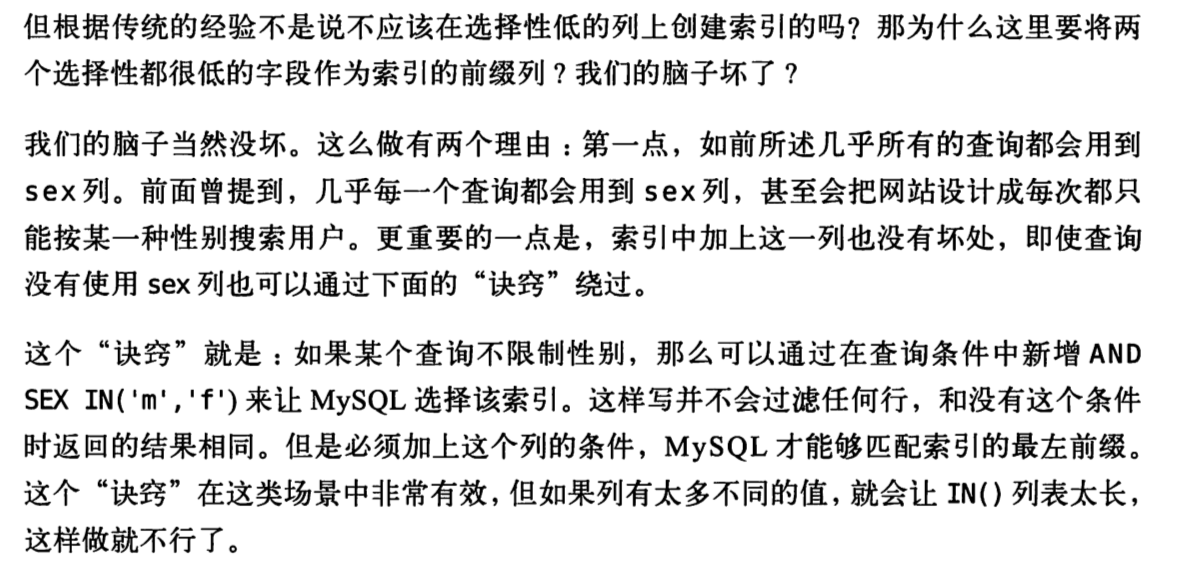 但根据传统的经验不是说不应该在选择性低的列上创建索引的吗？那为什么这里要将两
个选择性都很低的字段作为索引的前缀列？我们的脑子坏了？
我们的脑子当然没坏。这么做有两个理由：第一点，如前所述几乎所有的查询都会用到
sex列。前面曾提到，几乎每一个查询都会用到 sex列，甚至会把网站设计成每次都只
能按某一种性别搜索用户。更重要的一点是，索引中加上这一列也没有坏处，即使查询
没有使用 sex 列也可以通过下面的“诀窍”绕过。
这个“诀窍”就是：如果某个查询不限制性别，那么可以通过在查询条件中新增 AND
SEX IN('m','f') 来让 MySQL 选择该索引。这样写并不会过滤任何行，和没有这个条件
时返回的结果相同。但是必须加上这个列的条件，MySQL 才能够匹配索引的最左前缀。
这个“诀窍”在这类场景中非常有效，但如果列有太多不同的值，就会让 IN() 列表太长，
这样做就不行了。